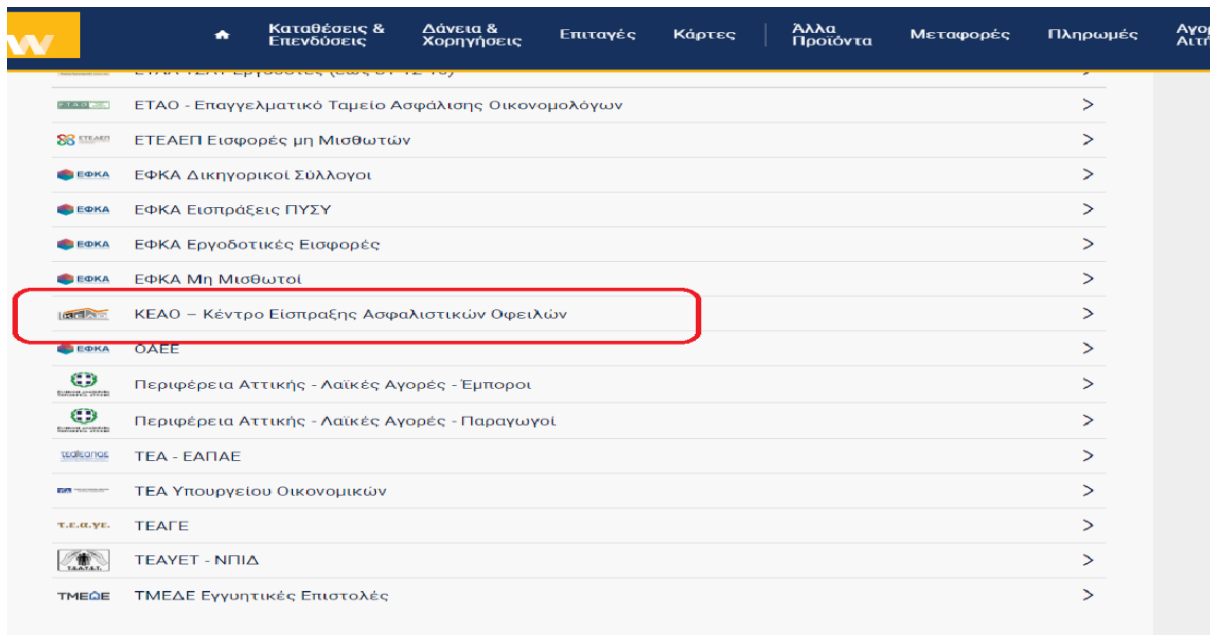 w
Καταθέσεις &
Επενδύσεις
Δάνεια &
Χορηγήσεις
Επιταγές
Κάρτες
Άλλα
Προϊόντα
Μεταφορές
Πληρωμές
ΕΤΑΟ - Επαγγελματικό Ταμείο Ασφάλισης Οικονομολόγων >
ΕΤΕΑΕΠ ΕΤΕΑΕΠ Εισφορές μη Μισθωτών >
ΕΦΚΑ ΕΦΚΑ Δικηγορικοί Σύλλογοι >
ΕΦΚΑ ΕΦΚΑ Εισπράξεις ΠΥΣΥ >
ΕΦΚΑ ΕΦΚΑ Εργοδοτικές Εισφορές >
ΕΦΚΑ ΕΦΚΑ Μη Μισθωτοί >
ΚΕΑΟ – Κέντρο Είσπραξης Ασφαλιστικών Οφειλών >
ΕΦΚΑ ΟΑΕΕ >
Περιφέρεια Αττικής - Λαϊκές Αγορές - Έμποροι >
Περιφέρεια Αττικής - Λαϊκές Αγορές - Παραγωγοί >
ΤΕΑ - ΕΑΠΑΕ >
ΤΕΑ Υπουργείου Οικονομικών >
τ.ε.α.γε. ΤΕΑΓΕ >
Τ.Ε.Α.Υ.Ε.Τ. ΤΕΑΥΕΤ - ΝΠΙΔ >
ΤΜΕΔΕ ΤΜΕΔΕ Εγγυητικές Επιστολές >